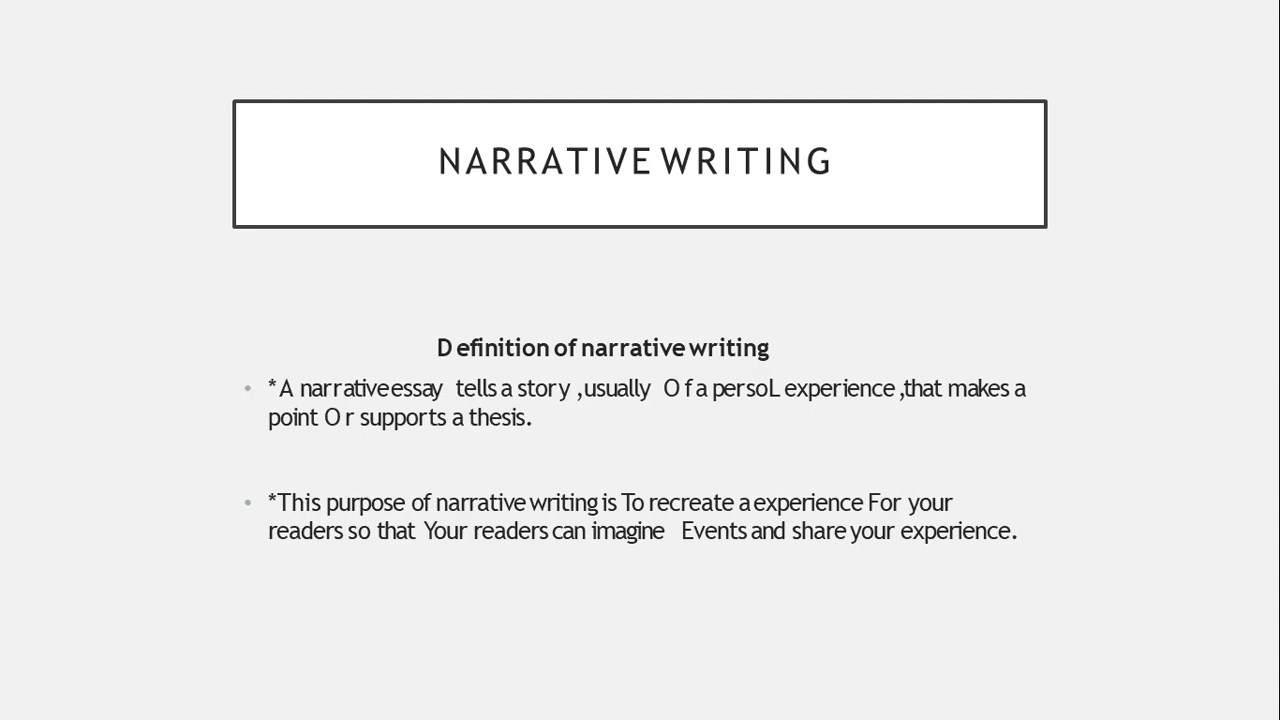 NARRATIVE WRITING
Definition of narrative writing
• *A narrative essay tells a story ,usually Of a persoL experience ,that makes a
point Or supports a thesis.
• *This purpose of narrative writing is To recreate a experience For your
readers so that Your readers can imagine Events and share your experience.